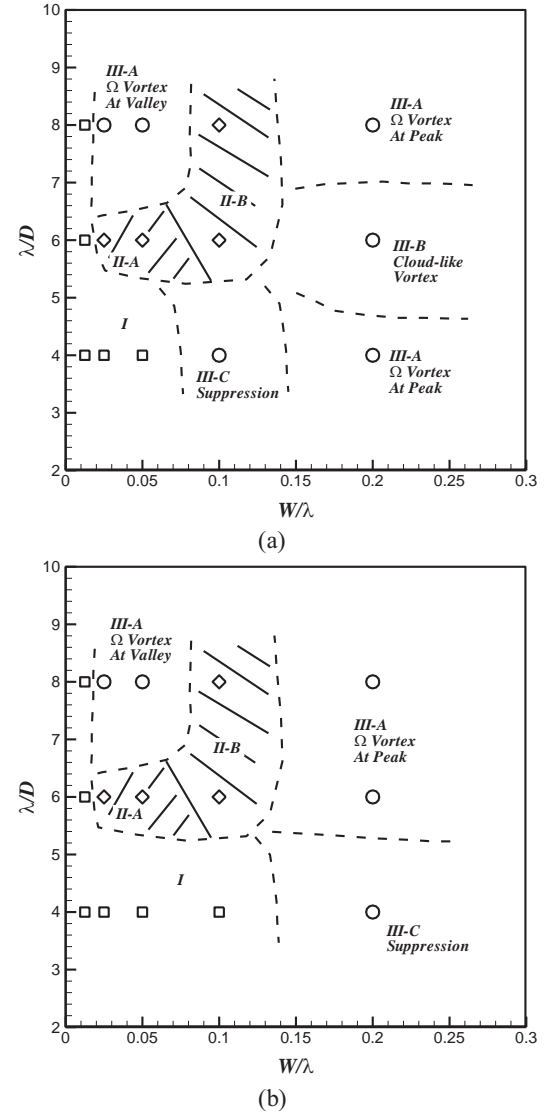 10
9
8
7
6
5
4
3
2
λ/D
III-A
Ω Vortex
At Valley
III-A
Ω Vortex
At Peak
II-B
II-A
III-B
Cloud-like
Vortex
I
III-C
Suppression
III-A
Ω Vortex
At Peak
0 0.05 0.1 0.15 0.2 0.25 0.3
W/λ
(a)
10
9
8
7
6
5
4
3
2
λ/D
III-A
Ω Vortex
At Valley
II-B
III-A
Ω Vortex
At Peak
II-A
I
III-C
Suppression
0 0.05 0.1 0.15 0.2 0.25 0.3
W/λ
(b)